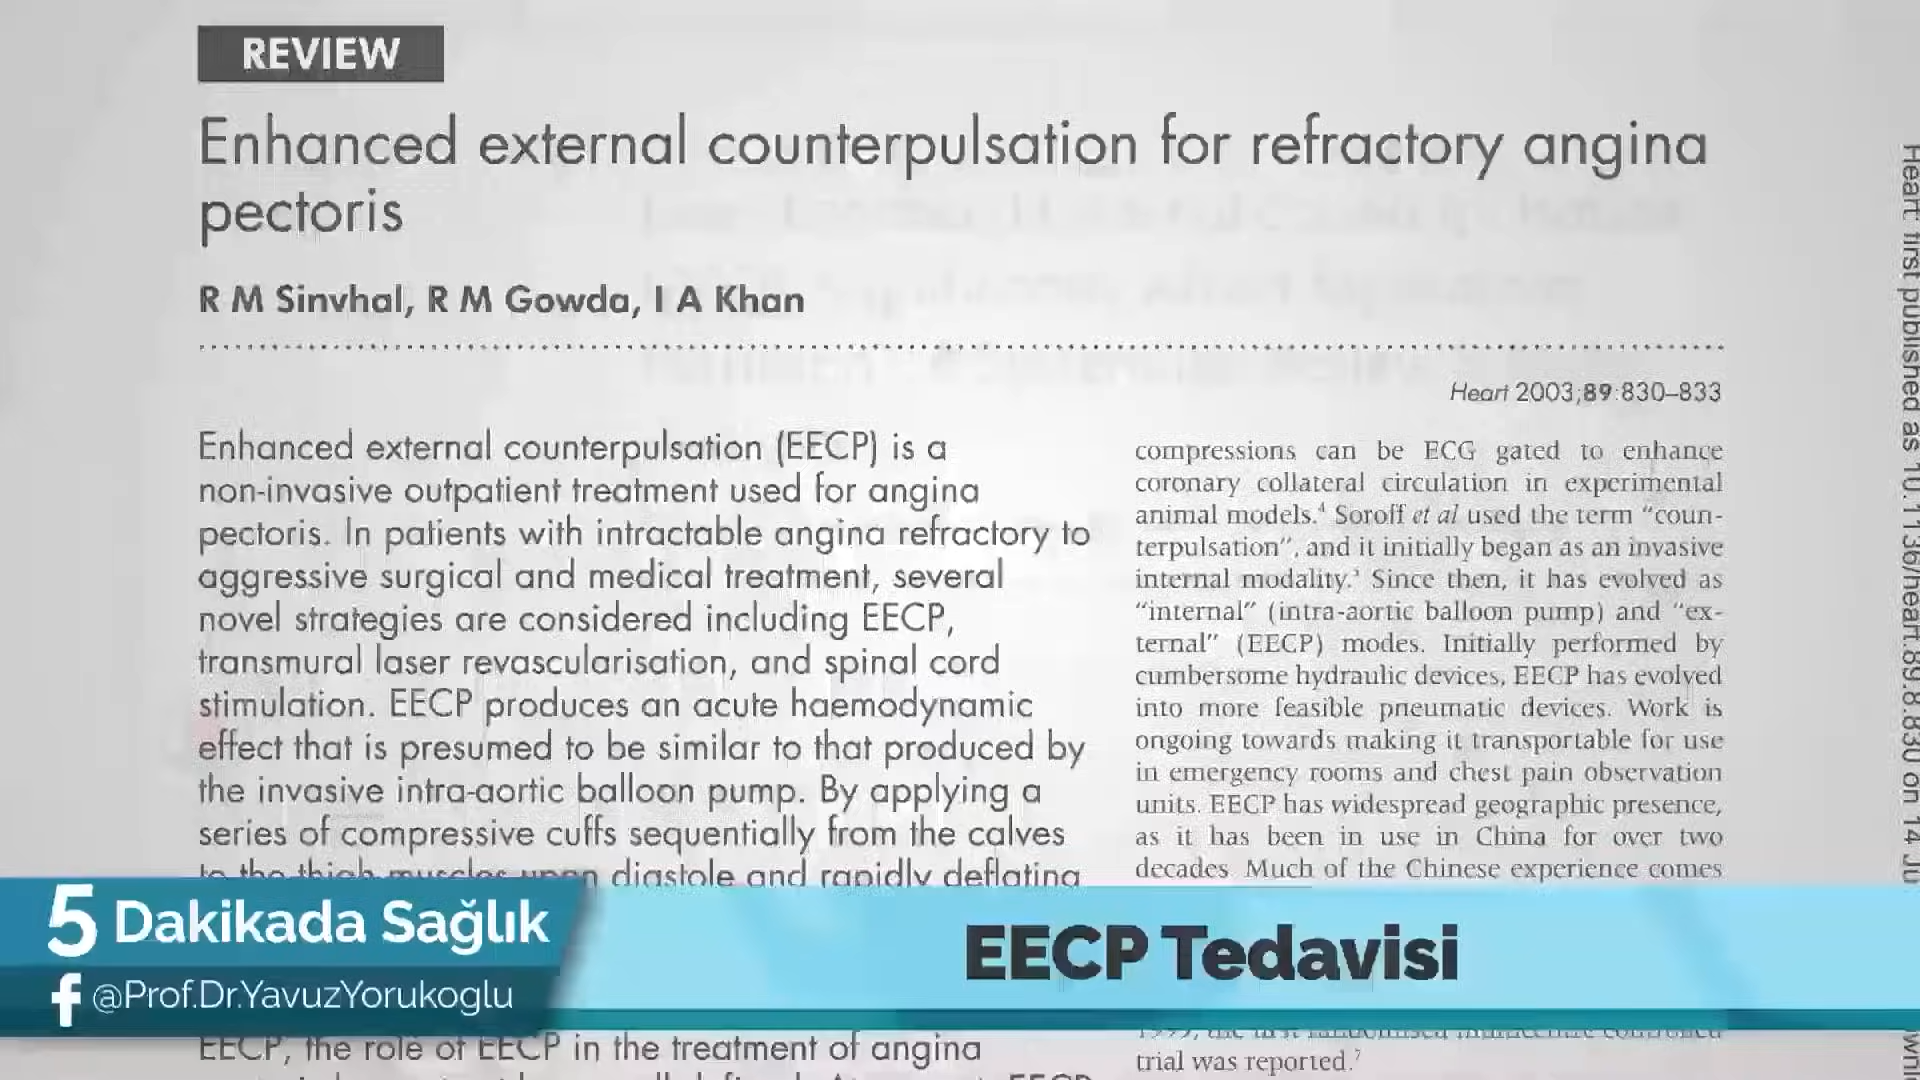 REVIEW
Enhanced external counterpulsation for refractory angina
pectoris
R M Sinvhal, R M Gowda, I A Khan
Heart 2003;89:830–833
Enhanced external counterpulsation (EECP) is a
non-invasive outpatient treatment used for angina
pectoris. In patients with intractable angina refractory to
aggressive surgical and medical treatment, several
novel strategies are considered including EECP,
transmural laser revascularisation, and spinal cord
stimulation. EECP produces an acute haemodynamic
effect that is presumed to be similar to that produced by
the invasive intra-aortic balloon pump. By applying a
series of compressive cuffs sequentially from the calves
to the thigh muscles upon diastole and rapidly deflating
EECP, the role of EECP in the treatment of angina
compressions can be ECG gated to enhance
coronary collateral circulation in experimental
animal models.⁴ Soroff et al used the term “coun-
terpulsation”, and it initially began as an invasive
internal modality. Since then, it has evolved as
“internal” (intra-aortic balloon pump) and “ex-
ternal” (EECP) modes. Initially performed by
cumbersome hydraulic devices, EECP has evolved
into more feasible pneumatic devices. Work is
ongoing towards making it transportable for use
in emergency rooms and chest pain observation
units. EECP has widespread geographic presence,
as it has been in use in China for over two
decades. Much of the Chinese experience comes
trial was reported.⁷
Heart: first published as 10.1136/heart.89.8.830 on 14
5 Dakikada Sağlık
@Prof.Dr.YavuzYorukoglu
EECP Tedavisi